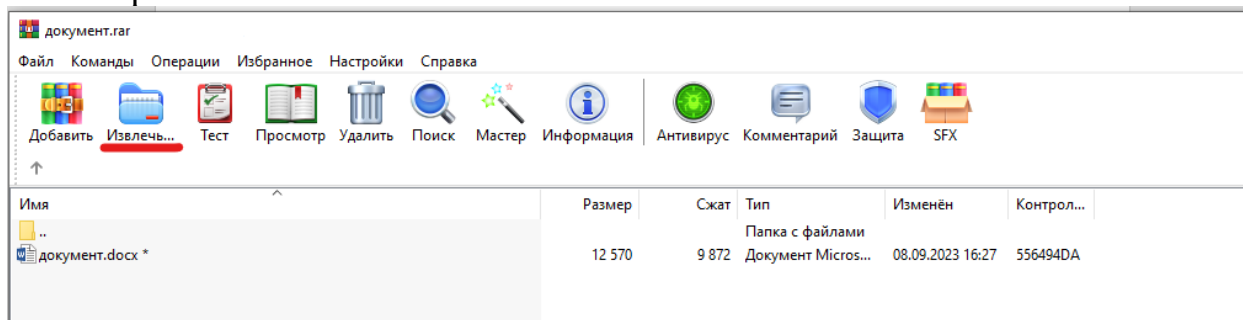 документ.rar
Файл Команды Операции Избранное Настройки Справка
Добавить Извлечь... Тест Просмотр Удалить Поиск Мастер Информация Антивирус Комментарий Защита SFX
Имя Размер Сжат Тип Изменён Контрол...
.. Папка с файлами
документ.docx * 12 570 9 872 Документ Micros... 08.09.2023 16:27 556494DA